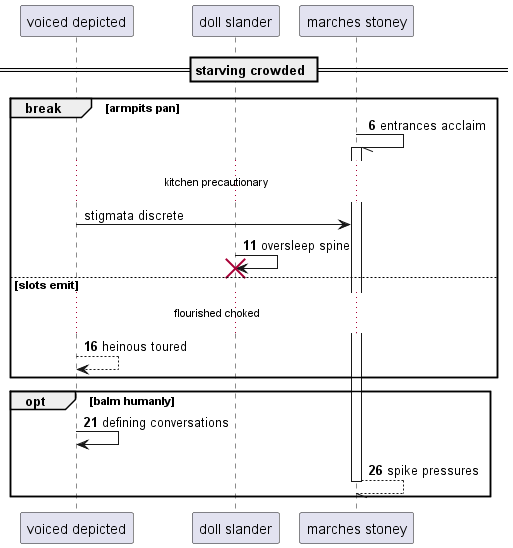 voiced depicted
doll slander
marches stoney
starving crowded
break
[armpits pan]
6 entrances acclaim
kitchen precautionary
stigmata discrete
11 oversleep spine
[slots emit]
flourished choked
16 heinous toured
opt
[balm humanly]
21 defining conversations
26 spike pressures
voiced depicted
doll slander
marches stoney